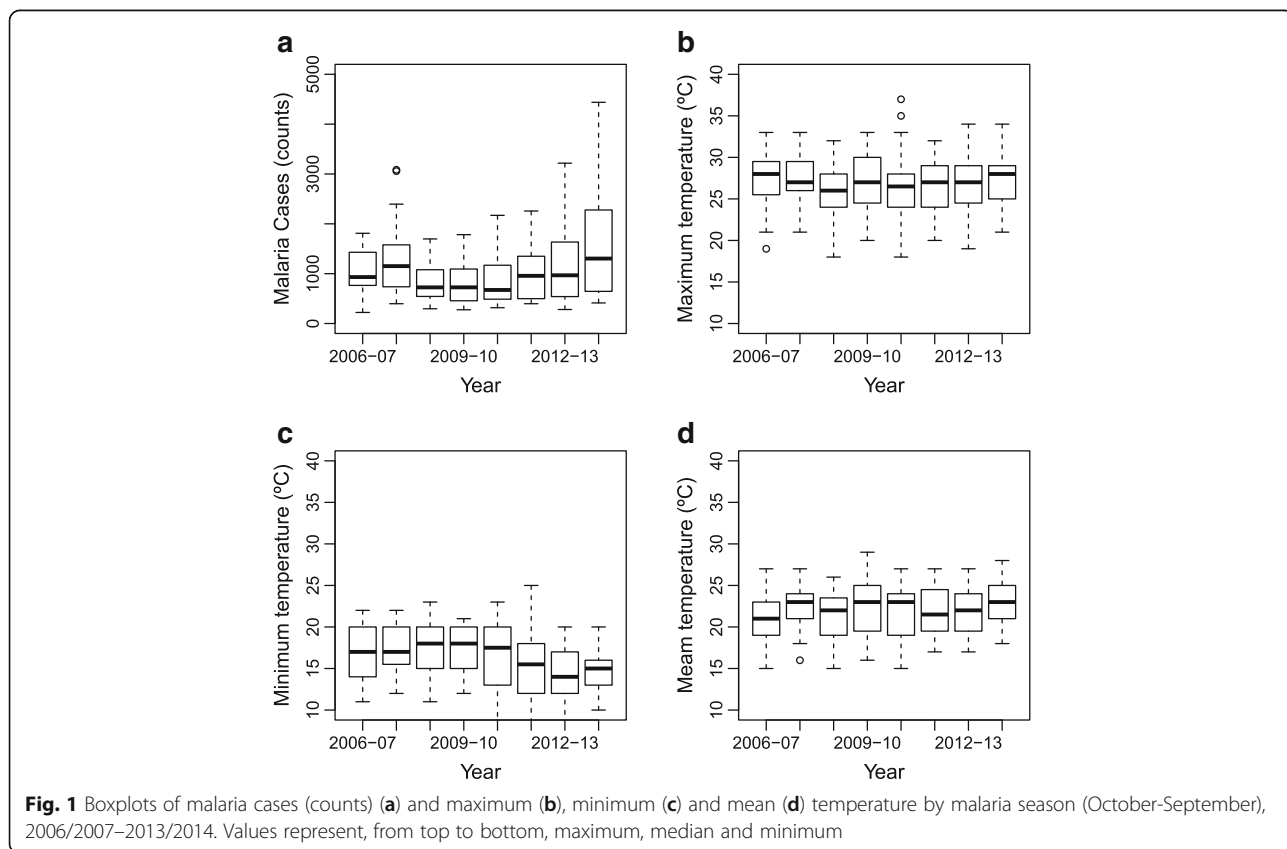 a
Malaria Cases (counts)
5000
3000
1000
0
2006–07 2009–10 2012–13
Year
b
Maximum temperature (ºC)
40
35
30
25
20
15
10
2006–07 2009–10 2012–13
Year
c
Minimum temperature (ºC)
40
35
30
25
20
15
10
2006–07 2009–10 2012–13
Year
d
Meam temperature (ºC)
40
35
30
25
20
15
10
2006–07 2009–10 2012–13
Year
Fig. 1 Boxplots of malaria cases (counts) (a) and maximum (b), minimum (c) and mean (d) temperature by malaria season (October-September),
2006/2007–2013/2014. Values represent, from top to bottom, maximum, median and minimum